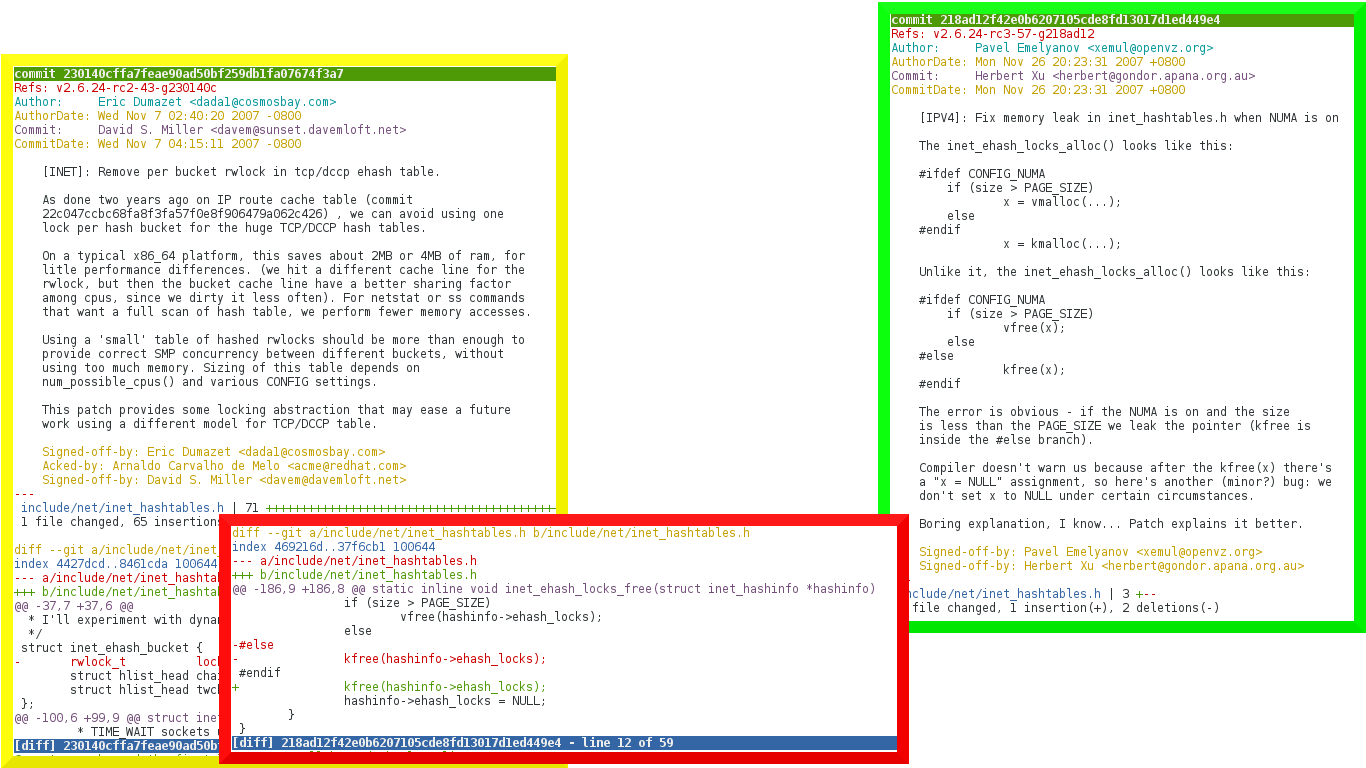 commit 230140cffa7feae90ad50bf259db1fa07674f3a7
Refs: v2.6.24-rc2-43-g230140c
Author:     Eric Dumazet <dada1@cosmosbay.com>
AuthorDate: Wed Nov 7 02:40:20 2007 -0800
Commit:     David S. Miller <davem@sunset.davemloft.net>
CommitDate: Wed Nov 7 04:15:11 2007 -0800
[INET]: Remove per bucket rwlock in tcp/dccp ehash table.
As done two years ago on IP route cache table (commit
22c047ccbc68fa8f3fa57f0e8f906479a062c426) , we can avoid using one
lock per hash bucket for the huge TCP/DCCP hash tables.
On a typical x86_64 platform, this saves about 2MB or 4MB of ram, for
litle performance differences. (we hit a different cache line for the
rwlock, but then the bucket cache line have a better sharing factor
among cpus, since we dirty it less often). For netstat or ss commands
that want a full scan of hash table, we perform fewer memory accesses.
Using a 'small' table of hashed rwlocks should be more than enough to
provide correct SMP concurrency between different buckets, without
using too much memory. Sizing of this table depends on
num_possible_cpus() and various CONFIG settings.
This patch provides some locking abstraction that may ease a future
work using a different model for TCP/DCCP table.
Signed-off-by: Eric Dumazet <dada1@cosmosbay.com>
Acked-by: Arnaldo Carvalho de Melo <acme@redhat.com>
Signed-off-by: David S. Miller <davem@davemloft.net>
---
include/net/inet_hashtables.h | 71 +++++++++++++++++++++++++++++++++++++++++
1 file changed, 65 insertions
diff --git a/include/net/inet_
index 4427dcd..8461cda 100644
--- a/include/net/inet_hashtab
+++ b/include/net/inet_hashtab
@@ -37,7 +37,6 @@
* I'll experiment with dynam
*/
struct inet_ehash_bucket {
-       rwlock_t          lock
struct hlist_head chai
struct hlist_head twch
};
@@ -100,6 +99,9 @@ struct inet
* TIME_WAIT sockets
[diff] 230140cffa7feae90ad50b
diff --git a/include/net/inet_hashtables.h b/include/net/inet_hashtables.h
index 469216d..37f6cb1 100644
--- a/include/net/inet_hashtables.h
+++ b/include/net/inet_hashtables.h
@@ -186,9 +186,8 @@ static inline void inet_ehash_locks_free(struct inet_hashinfo *hashinfo)
if (size > PAGE_SIZE)
vfree(hashinfo->ehash_locks);
else
-#else
-               kfree(hashinfo->ehash_locks);
#endif
+               kfree(hashinfo->ehash_locks);
hashinfo->ehash_locks = NULL;
}
}
[diff] 218ad12f42e0b6207105cde8fd13017d1ed449e4 - line 12 of 59
commit 218ad12f42e0b6207105cde8fd13017d1ed449e4
Refs: v2.6.24-rc3-57-g218ad12
Author:     Pavel Emelyanov <xemul@openvz.org>
AuthorDate: Mon Nov 26 20:23:31 2007 +0800
Commit:     Herbert Xu <herbert@gondor.apana.org.au>
CommitDate: Mon Nov 26 20:23:31 2007 +0800
[IPV4]: Fix memory leak in inet_hashtables.h when NUMA is on
The inet_ehash_locks_alloc() looks like this:
#ifdef CONFIG_NUMA
if (size > PAGE_SIZE)
x = vmalloc(...);
else
#endif
x = kmalloc(...);
Unlike it, the inet_ehash_locks_alloc() looks like this:
#ifdef CONFIG_NUMA
if (size > PAGE_SIZE)
vfree(x);
else
#else
kfree(x);
#endif
The error is obvious - if the NUMA is on and the size
is less than the PAGE_SIZE we leak the pointer (kfree is
inside the #else branch).
Compiler doesn't warn us because after the kfree(x) there's
a "x = NULL" assignment, so here's another (minor?) bug: we
don't set x to NULL under certain circumstances.
Boring explanation, I know... Patch explains it better.
Signed-off-by: Pavel Emelyanov <xemul@openvz.org>
Signed-off-by: Herbert Xu <herbert@gondor.apana.org.au>
nclude/net/inet_hashtables.h | 3 +--
file changed, 1 insertion(+), 2 deletions(-)